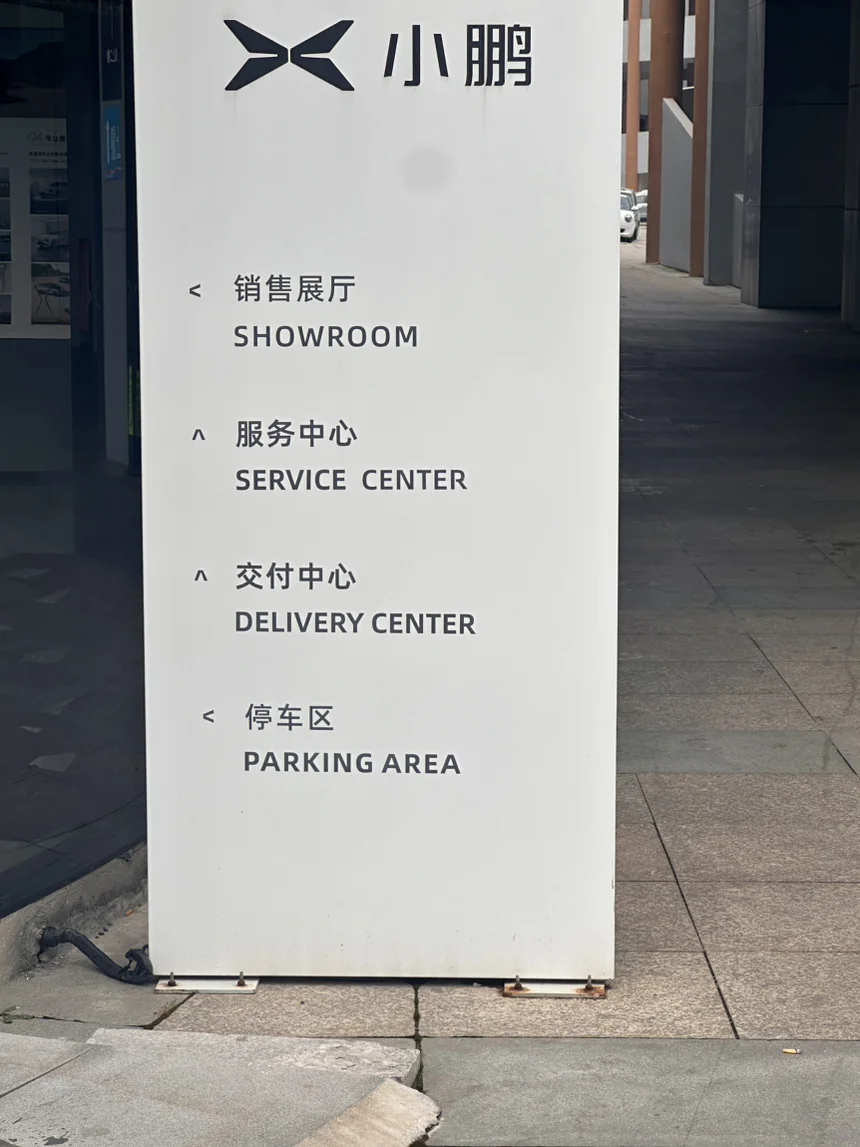 小鹏
< 销售展厅
SHOWROOM
^ 服务中心
SERVICE CENTER
^ 交付中心
DELIVERY CENTER
< 停车区
PARKING AREA